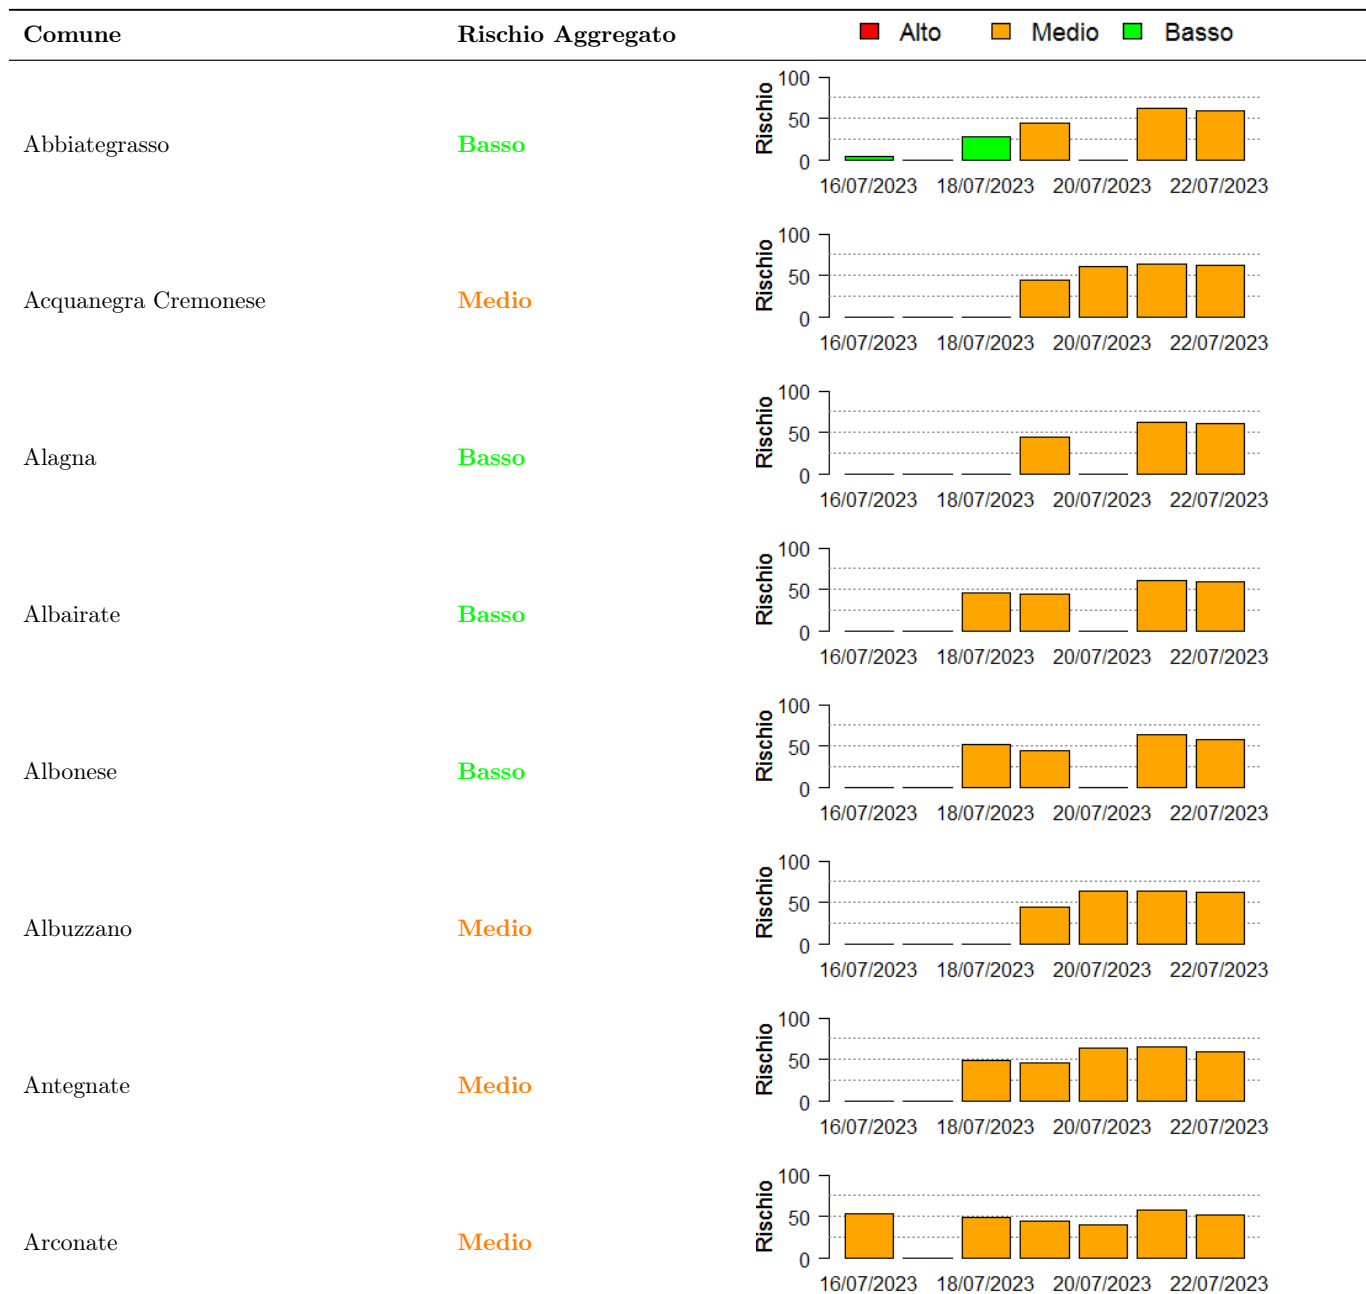 Comune Rischio Aggregato Alto Medio Basso
100
50
0
Rischio
Abbiategrasso Basso
16/07/2023 18/07/2023 20/07/2023 22/07/2023
100
50
0
Rischio
Acquanegra Cremonese Medio
16/07/2023 18/07/2023 20/07/2023 22/07/2023
100
50
0
Rischio
Alagna Basso
16/07/2023 18/07/2023 20/07/2023 22/07/2023
100
50
0
Rischio
Albairate Basso
16/07/2023 18/07/2023 20/07/2023 22/07/2023
100
50
0
Rischio
Albonese Basso
16/07/2023 18/07/2023 20/07/2023 22/07/2023
100
50
0
Rischio
Albuzzano Medio
16/07/2023 18/07/2023 20/07/2023 22/07/2023
100
50
0
Rischio
Antegnate Medio
16/07/2023 18/07/2023 20/07/2023 22/07/2023
100
50
0
Rischio
Arconate Medio
16/07/2023 18/07/2023 20/07/2023 22/07/2023